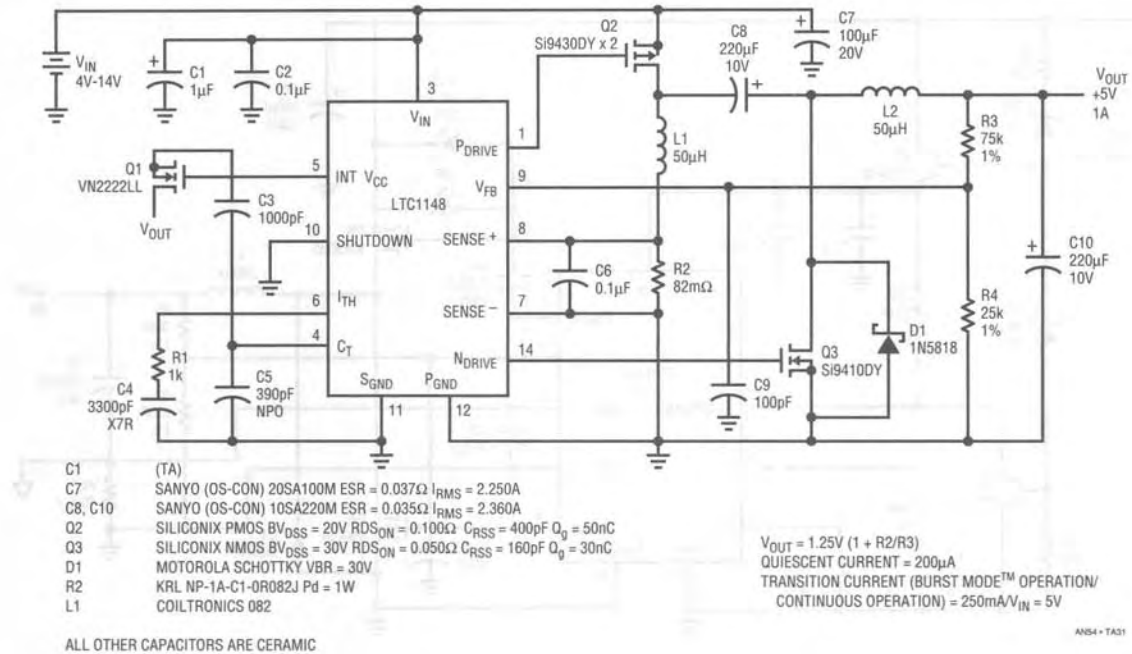 VIN
4V-14V
+
C1
1µF
C2
0.1µF
3
VIN
Q2
Si9430DY x 2
C8
220µF
10V
+
+
C7
100µF
20V
VOUT
+5V
1A
L2
50µH
R3
75k
1%
1
PDRIVE
L1
50µH
Q1
VN2222LL
VOUT
5
INT VCC
9
VFB
C3
1000pF
LTC1148
10
SHUTDOWN
SENSE +
8
C6
0.1µF
R2
82mΩ
+
C10
220µF
10V
6
ITH
SENSE –
7
R4
25k
1%
4
CT
NDRIVE
14
D1
1N5818
Q3
Si9410DY
R1
1k
C4
3300pF
X7R
C5
390pF
NPO
SGND
PGND
11
12
C9
100pF
C1 (TA)
C7 SANYO (OS-CON) 20SA100M ESR = 0.037Ω IRMS = 2.250A
C8, C10 SANYO (OS-CON) 10SA220M ESR = 0.035Ω IRMS = 2.360A
Q2 SILICONIX PMOS BVDSS = 20V RDSON = 0.100Ω CRSS = 400pF Qg = 50nC
Q3 SILICONIX NMOS BVDSS = 30V RDSON = 0.050Ω CRSS = 160pF Qg = 30nC
D1 MOTOROLA SCHOTTKY VBR = 30V
R2 KRL NP-1A-C1-0R082J Pd = 1W
L1 COILTRONICS 082
ALL OTHER CAPACITORS ARE CERAMIC
VOUT = 1.25V (1 + R2/R3)
QUIESCENT CURRENT = 200µA
TRANSITION CURRENT (BURST MODE™ OPERATION/
CONTINUOUS OPERATION) = 250mA/VIN = 5V
AN54 • TA31